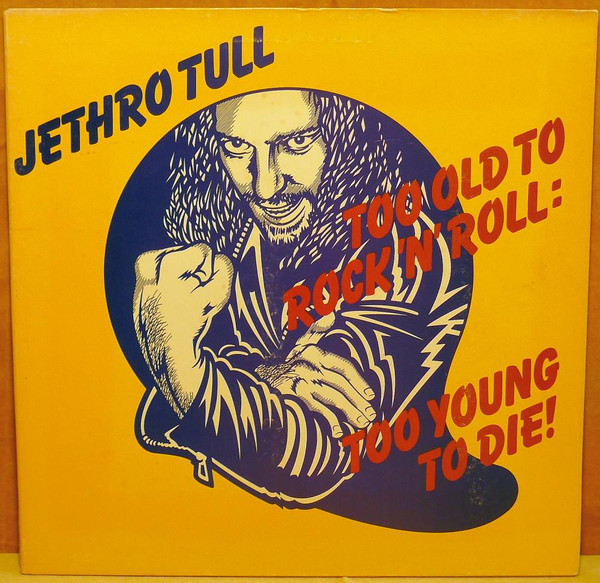 JETHRO TULL
TOO OLD TO
ROCK 'N' ROLL:
TOO YOUNG
TO DIE!